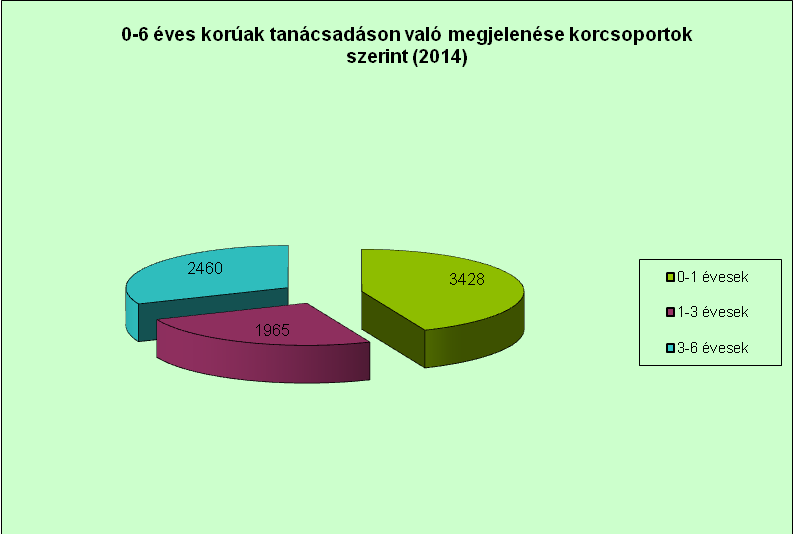 0-6 éves korúak tanácsadáson való megjelenése korcsoportok
szerint (2014)
2460
3428
1965
0-1 évesek
1-3 évesek
3-6 évesek